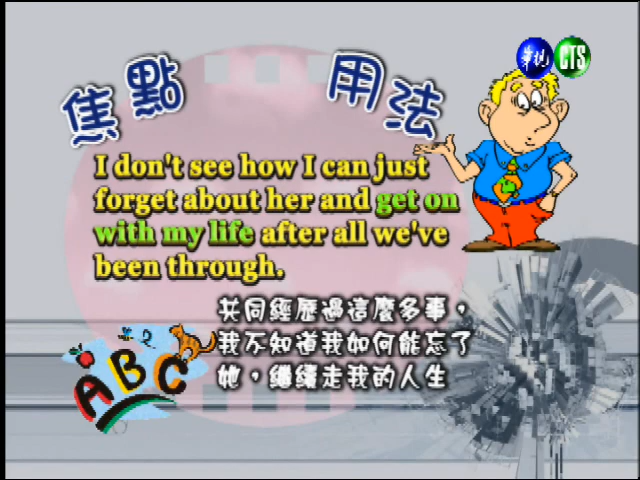 焦點 用法
華視 CTS
I don't see how I can just
forget about her and get on
with my life after all we've
been through.
共同經歷過這麼多事，
我不知道我如何能忘了
她，繼續走我的人生
ABC